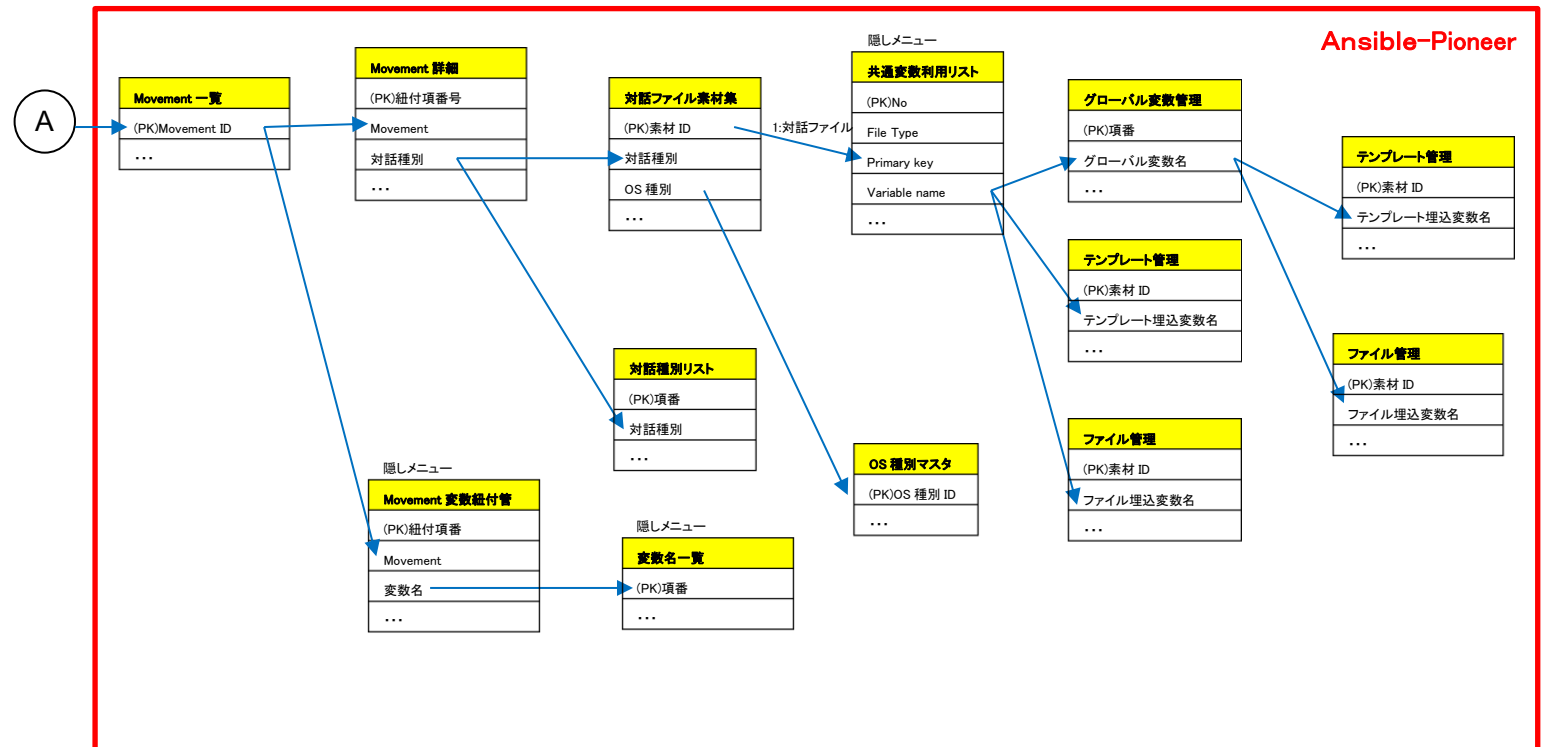 Ansible-Pioneer
A
Movement 一覧
(PK)Movement ID
...
Movement 詳細
(PK)紐付項番号
Movement
対話種別
...
対話ファイル素材集
(PK)素材 ID
対話種別
OS 種別
...
1:対話ファイル
隠しメニュー
共通変数利用リスト
(PK)No
File Type
Primary key
Variable name
...
グローバル変数管理
(PK)項番
グローバル変数名
...
テンプレート管理
(PK)素材 ID
テンプレート埋込変数名
...
テンプレート管理
(PK)素材 ID
テンプレート埋込変数名
...
ファイル管理
(PK)素材 ID
ファイル埋込変数名
...
対話種別リスト
(PK)項番
対話種別
...
ファイル管理
(PK)素材 ID
ファイル埋込変数名
...
OS 種別マスタ
(PK)OS 種別 ID
...
隠しメニュー
Movement 変数紐付管
(PK)紐付項番
Movement
変数名
...
隠しメニュー
変数名一覧
(PK)項番
...